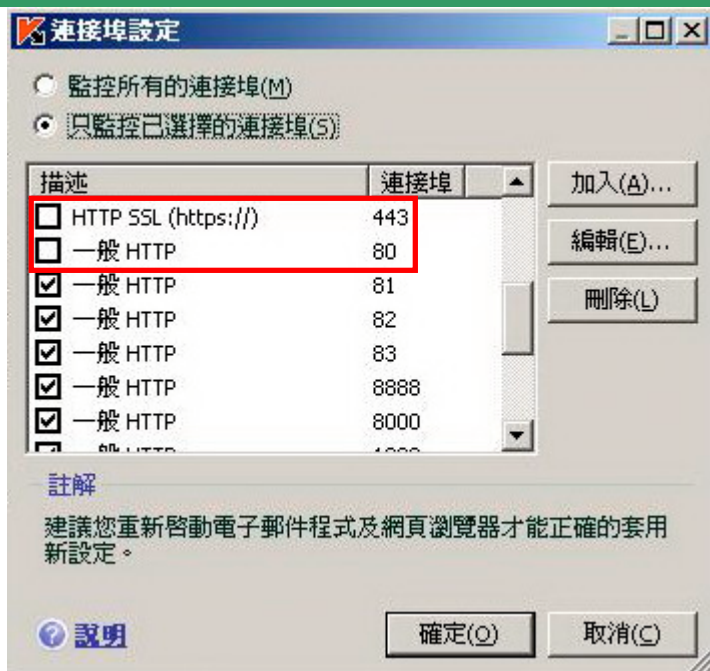 連接埠設定
監控所有的連接埠(M)
只監控已選擇的連接埠(S)
描述 連接埠
加入(A)...
HTTP SSL (https://) 443
編輯(E)...
一般 HTTP 80
一般 HTTP 81
刪除(L)
一般 HTTP 82
一般 HTTP 83
一般 HTTP 8888
一般 HTTP 8000
註解
建議您重新啓動電子郵件程式及網頁瀏覽器才能正確的套用
新設定。
說明
確定(O)
取消(C)